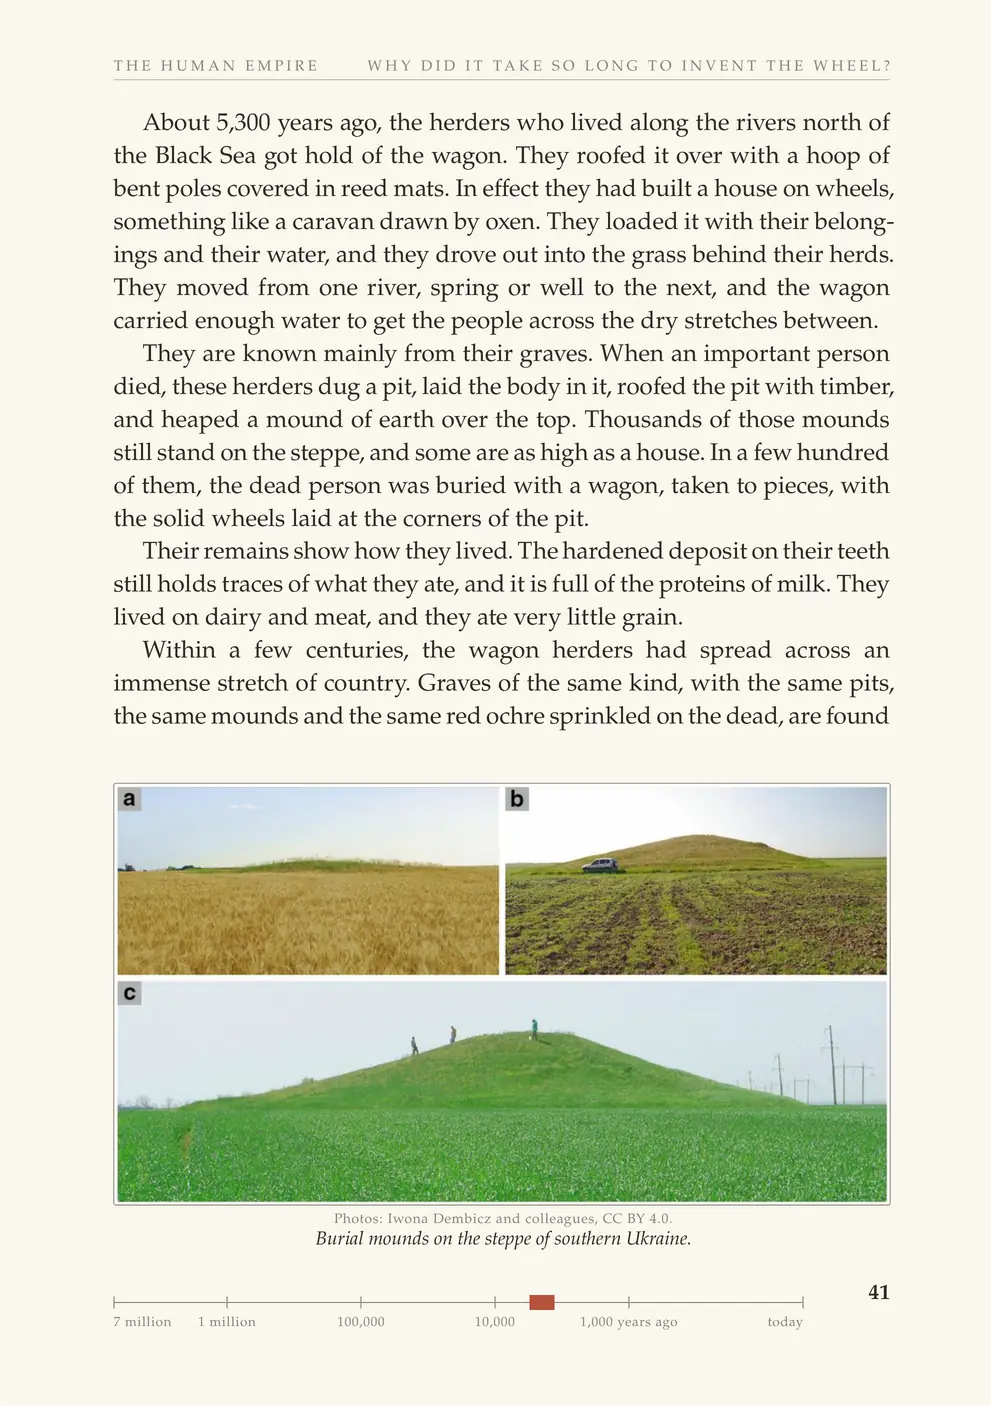 THE HUMAN EMPIRE WHY DID IT TAKE SO LONG TO INVENT THE WHEEL?
About 5,300 years ago, the herders who lived along the rivers north of
the Black Sea got hold of the wagon. They roofed it over with a hoop of
bent poles covered in reed mats. In effect they had built a house on wheels,
something like a caravan drawn by oxen. They loaded it with their belong-
ings and their water, and they drove out into the grass behind their herds.
They moved from one river, spring or well to the next, and the wagon
carried enough water to get the people across the dry stretches between.
They are known mainly from their graves. When an important person
died, these herders dug a pit, laid the body in it, roofed the pit with timber,
and heaped a mound of earth over the top. Thousands of those mounds
still stand on the steppe, and some are as high as a house. In a few hundred
of them, the dead person was buried with a wagon, taken to pieces, with
the solid wheels laid at the corners of the pit.
Their remains show how they lived. The hardened deposit on their teeth
still holds traces of what they ate, and it is full of the proteins of milk. They
lived on dairy and meat, and they ate very little grain.
Within a few centuries, the wagon herders had spread across an
immense stretch of country. Graves of the same kind, with the same pits,
the same mounds and the same red ochre sprinkled on the dead, are found
a
b
c
Photos: Iwona Dembicz and colleagues, CC BY 4.0.
Burial mounds on the steppe of southern Ukraine.
41
7 million 1 million 100,000 10,000 1,000 years ago today